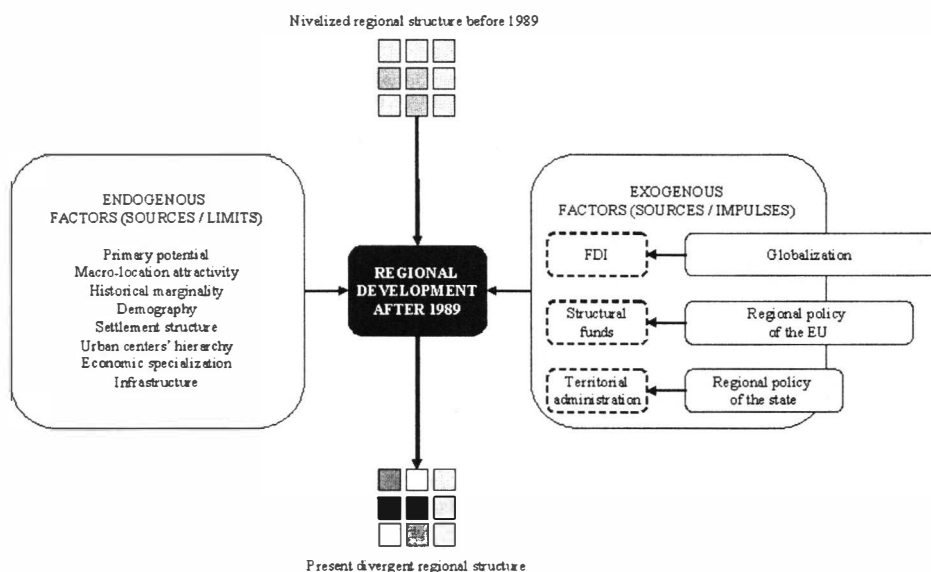 Nivelized regional structure before 1989
ENDOGENOUS
FACTORS (SOURCES / LIMITS)
Primary potential
Macro-location attractivity
Historical marginality
Demography
Settlement structure
Urban centers' hierarchy
Economic specialization
Infrastructure
REGIONAL
DEVELOPMENT
AFTER 1989
EXOGENOUS
FACTORS (SOURCES / IMPULSES)
FDI
Globalization
Structural
funds
Regional policy
of the EU
Territorial
administration
Regional policy
of the state
Present divergent regional structure